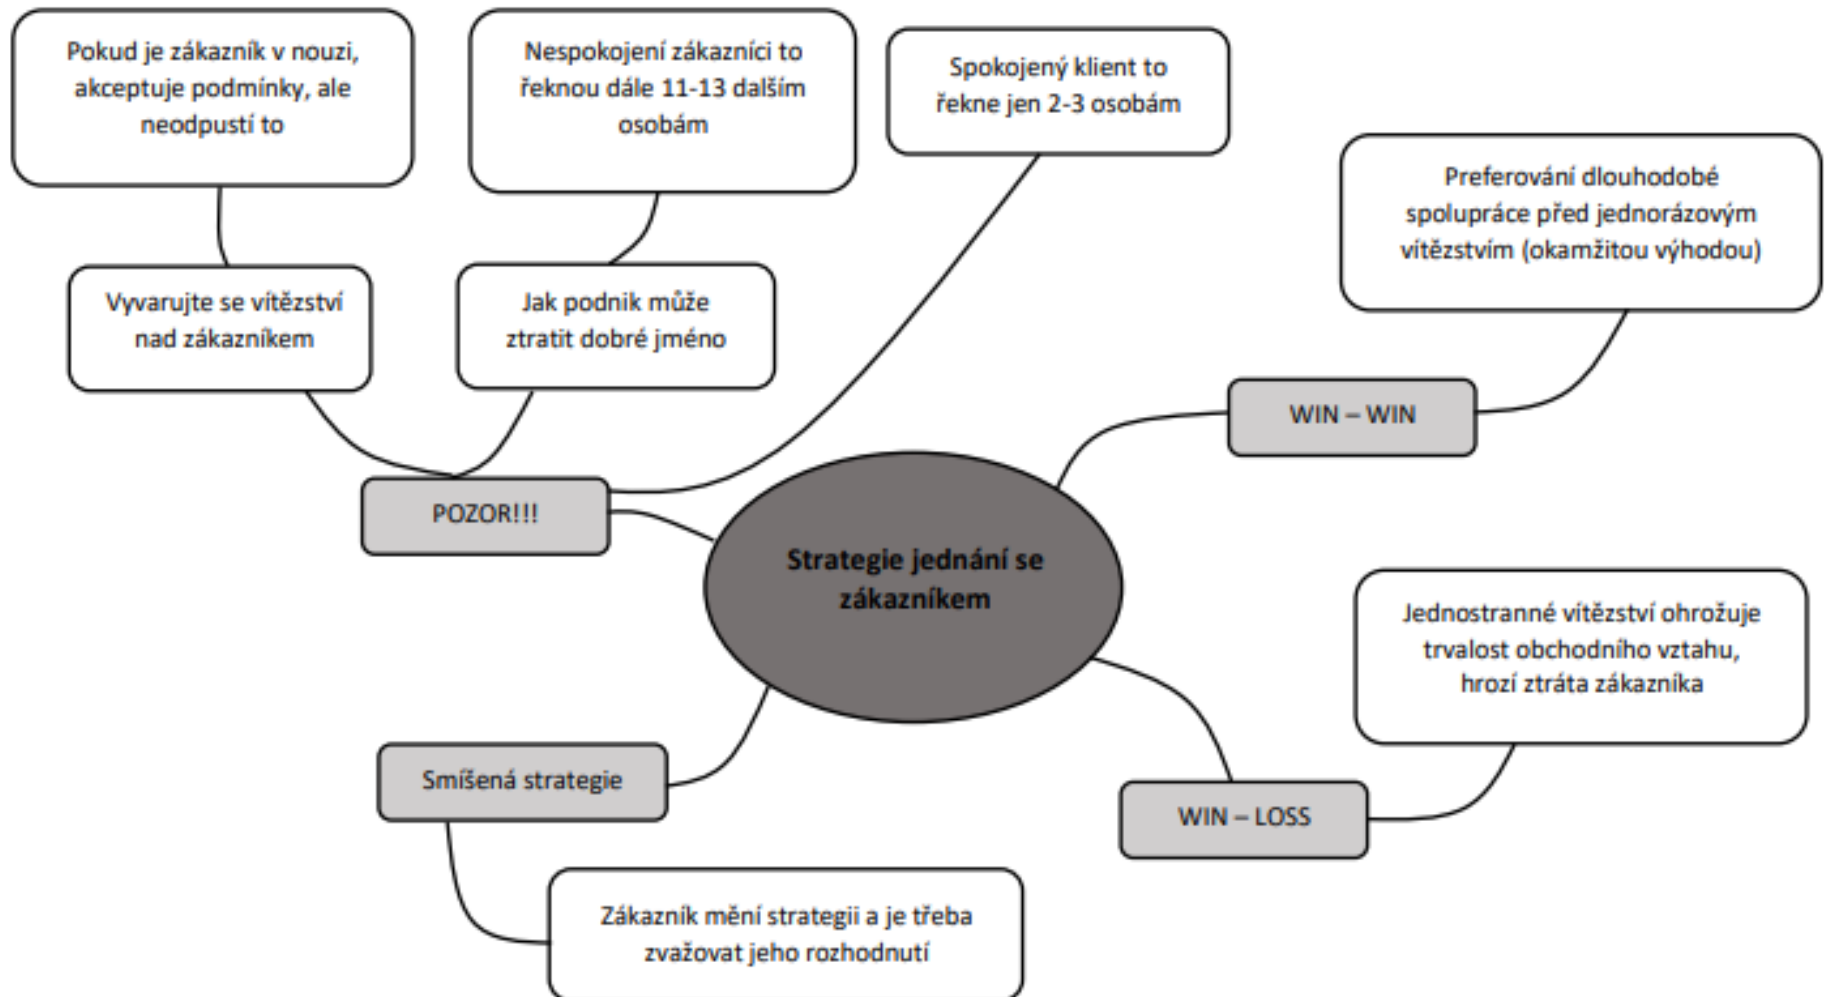 Pokud je zákazník v nouzi,
akceptuje podmínky, ale
neodpustí to
Nespokojení zákazníci to
řeknou dále 11-13 dalším
osobám
Spokojený klient to
řekne jen 2-3 osobám
Preferování dlouhodobé
spolupráce před jednorázovým
vítězstvím (okamžitou výhodou)
Vyvarujte se vítězství
nad zákazníkem
Jak podnik může
ztratit dobré jméno
WIN – WIN
POZOR!!!
Strategie jednání se
zákazníkem
Jednostranné vítězství ohrožuje
trvalost obchodního vztahu,
hrozí ztráta zákazníka
Smíšená strategie
WIN – LOSS
Zákazník mění strategii a je třeba
zvažovat jeho rozhodnutí